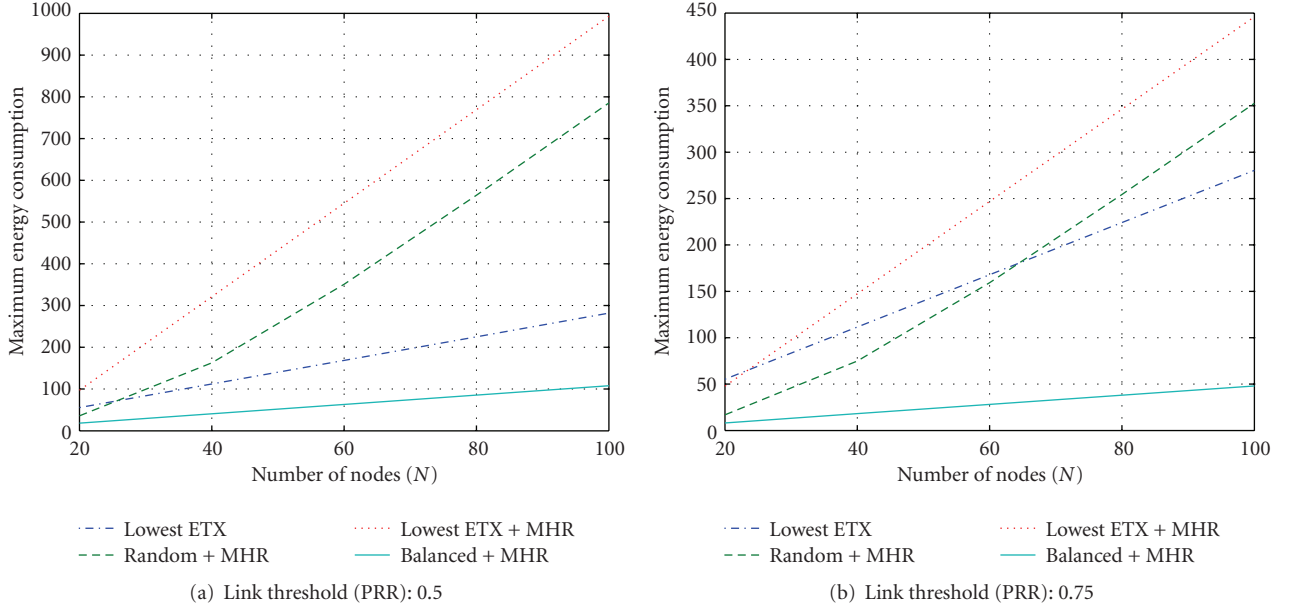 1000
900
800
700
600
500
400
300
200
100
0
Maximum energy consumption
20 40 60 80 100
Number of nodes (N)
Lowest ETX
Random + MHR
Lowest ETX + MHR
Balanced + MHR
(a) Link threshold (PRR): 0.5
450
400
350
300
250
200
150
100
50
0
Maximum energy consumption
20 40 60 80 100
Number of nodes (N)
Lowest ETX
Random + MHR
Lowest ETX + MHR
Balanced + MHR
(b) Link threshold (PRR): 0.75